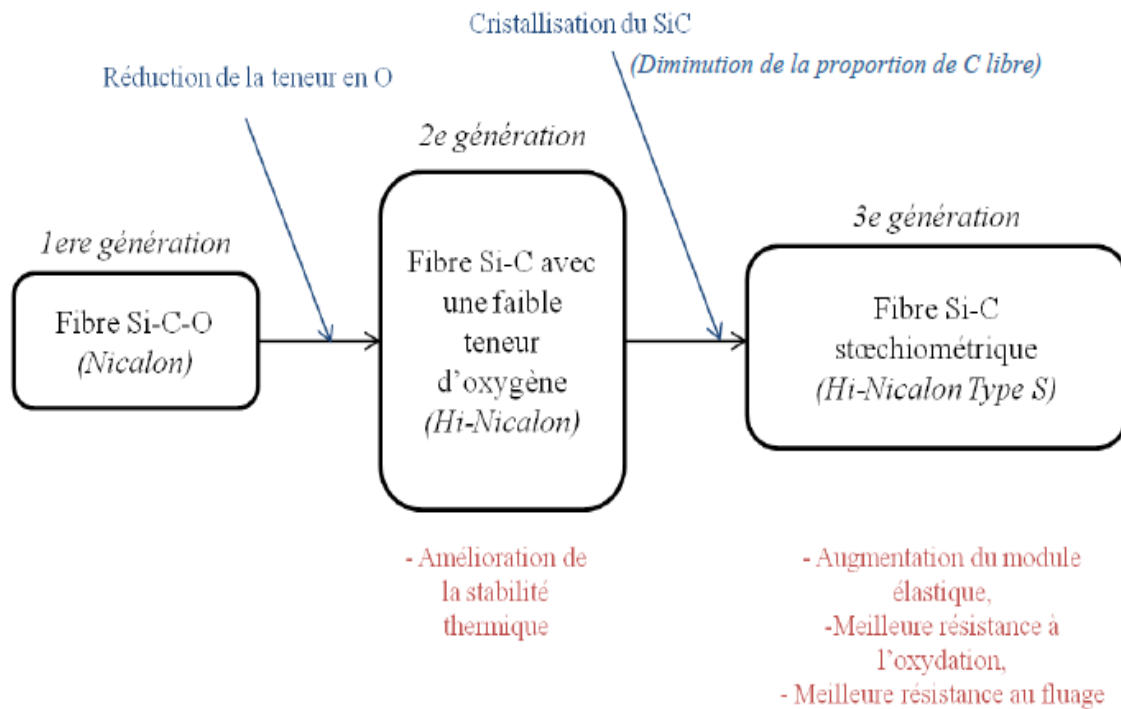 Cristallisation du SiC
(Diminution de la proportion de C libre)
Réduction de la teneur en O
2e génération
1ere génération
3e génération
Fibre Si-C-O
(Nicalon)
Fibre Si-C avec
une faible
teneur
d’oxygène
(Hi-Nicalon)
Fibre Si-C
stœchiométrique
(Hi-Nicalon Type S)
- Amélioration de
la stabilité
thermique
- Augmentation du module
élastique,
-Meilleure résistance à
l’oxydation,
- Meilleure résistance au fluage